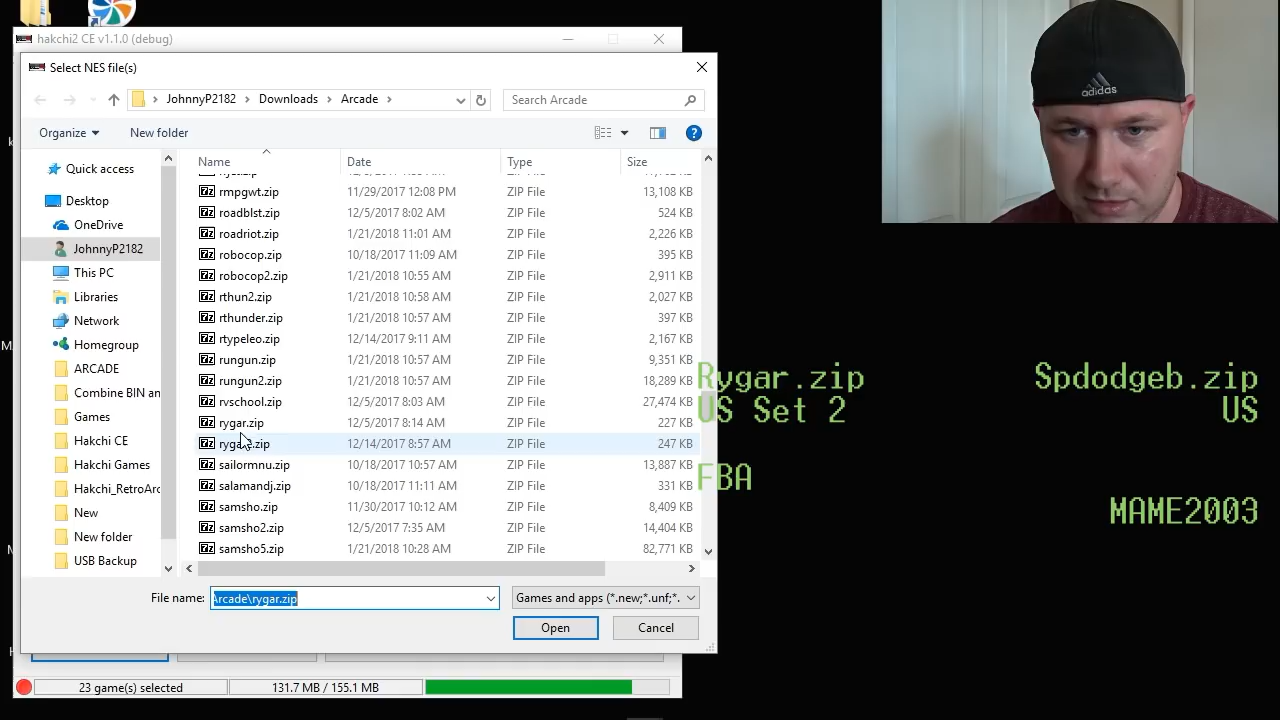 hakchi2 CE v1.1.0 (debug)
Select NES file(s)
JohnnyP2182 > Downloads > Arcade >
Search Arcade
Organize
New folder
Name Date Type Size
rmpgwt.zip 11/29/2017 12:08 PM ZIP File 13,108 KB
roadblst.zip 12/5/2017 8:02 AM ZIP File 524 KB
roadriot.zip 1/21/2018 11:01 AM ZIP File 2,226 KB
robocop.zip 10/18/2017 11:09 AM ZIP File 395 KB
robocop2.zip 1/21/2018 10:55 AM ZIP File 2,911 KB
rthun2.zip 1/21/2018 10:58 AM ZIP File 2,027 KB
rthunder.zip 1/21/2018 10:57 AM ZIP File 397 KB
rtypeleo.zip 12/14/2017 9:11 AM ZIP File 2,167 KB
rungun.zip 1/21/2018 10:57 AM ZIP File 9,351 KB
rungun2.zip 1/21/2018 10:57 AM ZIP File 18,289 KB
rvschool.zip 12/5/2017 8:03 AM ZIP File 27,474 KB
rygar.zip 12/5/2017 8:14 AM ZIP File 227 KB
12/14/2017 8:57 AM ZIP File 247 KB
sailormnu.zip 10/18/2017 10:57 AM ZIP File 13,887 KB
salamandj.zip 10/18/2017 11:11 AM ZIP File 331 KB
samsho.zip 11/30/2017 10:12 AM ZIP File 8,409 KB
samsho2.zip 12/5/2017 7:35 AM ZIP File 14,404 KB
samsho5.zip 1/21/2018 10:28 AM ZIP File 82,771 KB
Quick access
Desktop
OneDrive
JohnnyP2182
This PC
Libraries
Network
Homegroup
ARCADE
Combine BIN an
Games
Hakchi CE
Hakchi Games
Hakchi_RetroArc
New
New folder
USB Backup
File name: Arcade\rygar.zip
Games and apps (*.new;*.unf;*.
Open
Cancel
23 game(s) selected
131.7 MB / 155.1 MB
adidas
Rygar.zip
US Set 2
FBA
Spdodgeb.zip
US
MAME2003